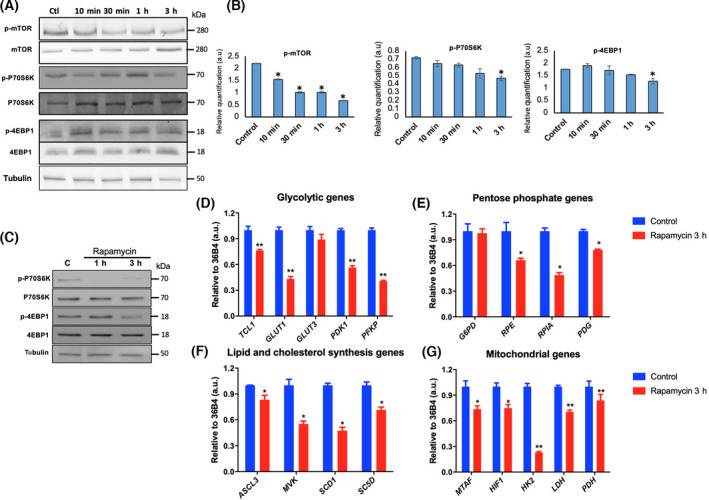 (A)
Ctl 10 min 30 min 1 h 3 h kDa
p-mTOR 280
mTOR 280
p-P70S6K 70
P70S6K 70
p-4EBP1 18
4EBP1 18
Tubulin 50
(B)
p-mTOR
Relative quantification (a.u)
2.5
2
1.5
1
0.5
0
* * * *
Control 10 min 30 min 1 h 3 h
p-P70S6K
Relative quantification (a.u)
0.8
0.7
0.6
0.5
0.4
0.3
0.2
0.1
0
*
Control 10 min 30 min 1 h 3 h
p-4EBP1
Relative quantification (a.u)
2.5
2
1.5
1
0.5
0
*
Control 10 min 30 min 1 h 3 h
(C)
Rapamycin
C 1 h 3 h kDa
p-P70S6K 70
P70S6K 70
p-4EBP1 18
4EBP1 18
Tubulin 50
(D) Glycolytic genes
Relative to 36B4 (a.u.)
1.2
0.9
0.6
0.3
0.0
** ** ** **
TCL1 GLUT1 GLUT3 PDK1 PFKP
(E) Pentose phosphate genes
Relative to 36B4 (a.u.)
1.2
0.9
0.6
0.3
0.0
* * *
G6PD RPE RPIA PDG
Control
Rapamycin 3 h
(F) Lipid and cholesterol synthesis genes
Relative to 36B4 (a.u.)
1.2
0.9
0.6
0.3
0.0
* * * *
ASCL3 MVK SCD1 SC5D
(G) Mitochondrial genes
Relative to 36B4 (a.u.)
1.2
0.9
0.6
0.3
0.0
* * ** ** **
MTAF HIF1 HK2 LDH PDH
Control
Rapamycin 3 h